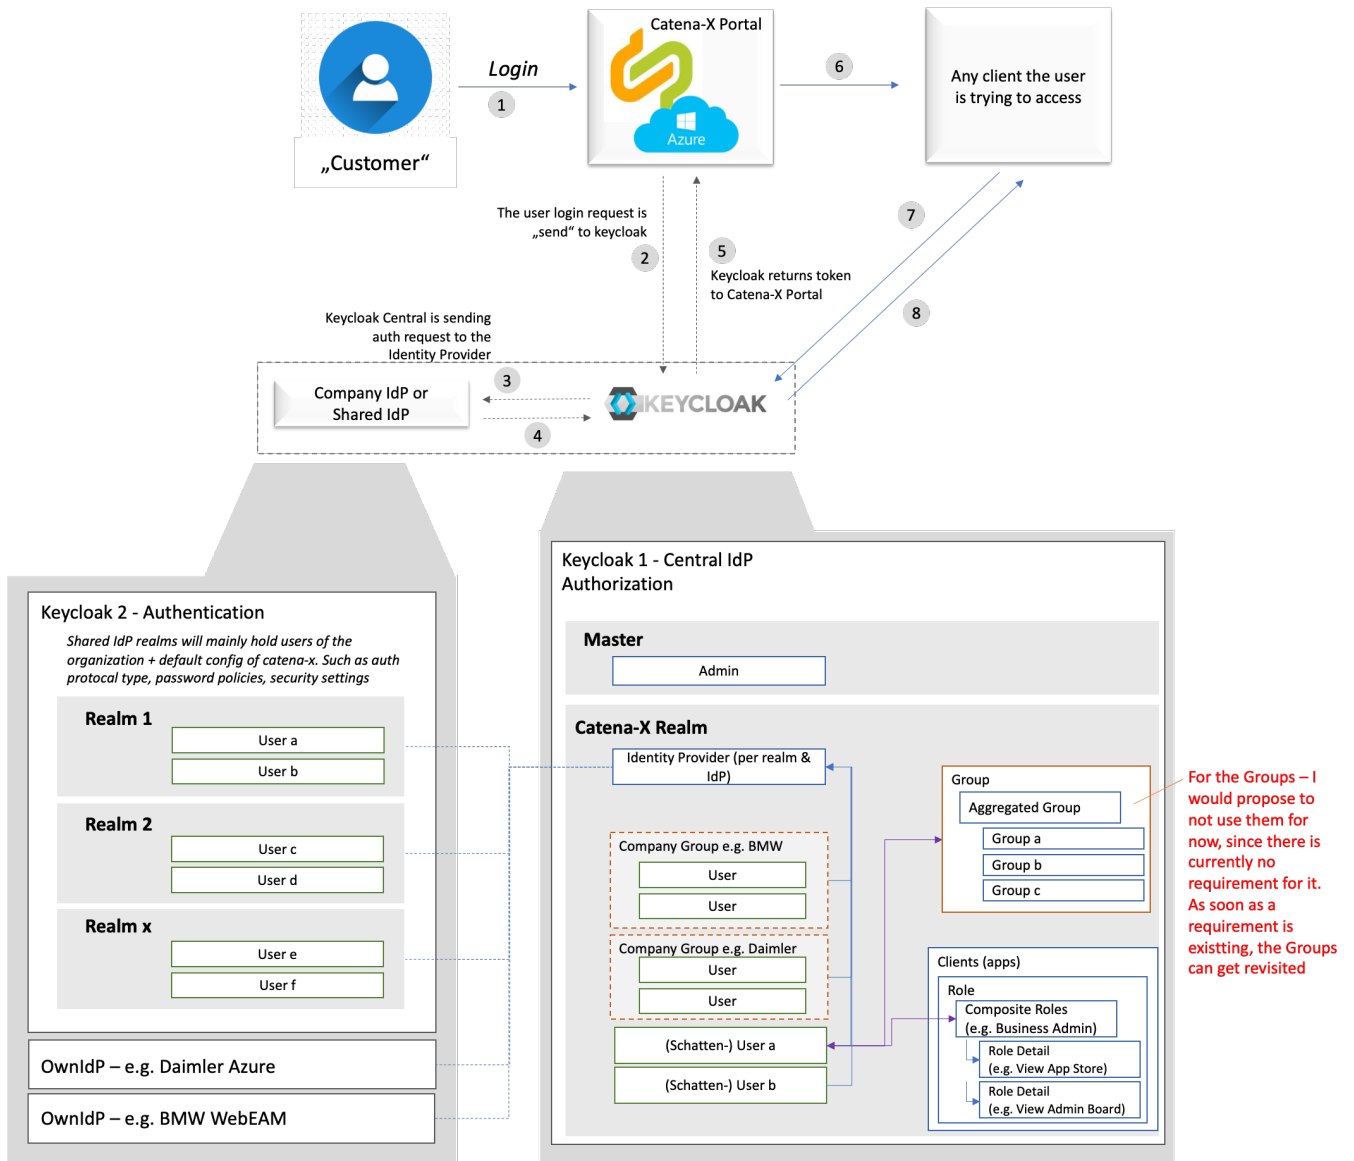 Catena-X Portal
Login
1
6
Any client the user
is trying to access
Azure
„Customer“
The user login request is
„send“ to keycloak
2
5
Keycloak returns token
to Catena-X Portal
7
8
Keycloak Central is sending
auth request to the
Identity Provider
Company IdP or
Shared IdP
3
4
KEYCLOAK
Keycloak 2 - Authentication
Shared IdP realms will mainly hold users of the
organization + default config of catena-x. Such as auth
protocal type, password policies, security settings
Realm 1
User a
User b
Realm 2
User c
User d
Realm x
User e
User f
OwnIdP – e.g. Daimler Azure
OwnIdP – e.g. BMW WebEAM
Keycloak 1 - Central IdP
Authorization
Master
Admin
Catena-X Realm
Identity Provider (per realm &
IdP)
Company Group e.g. BMW
User
User
Company Group e.g. Daimler
User
User
(Schatten-) User a
(Schatten-) User b
Group
Aggregated Group
Group a
Group b
Group c
Clients (apps)
Role
Composite Roles
(e.g. Business Admin)
Role Detail
(e.g. View App Store)
Role Detail
(e.g. View Admin Board)
For the Groups – I
would propose to
not use them for
now, since there is
currently no
requirement for it.
As soon as a
requirement is
existting, the Groups
can get revisited